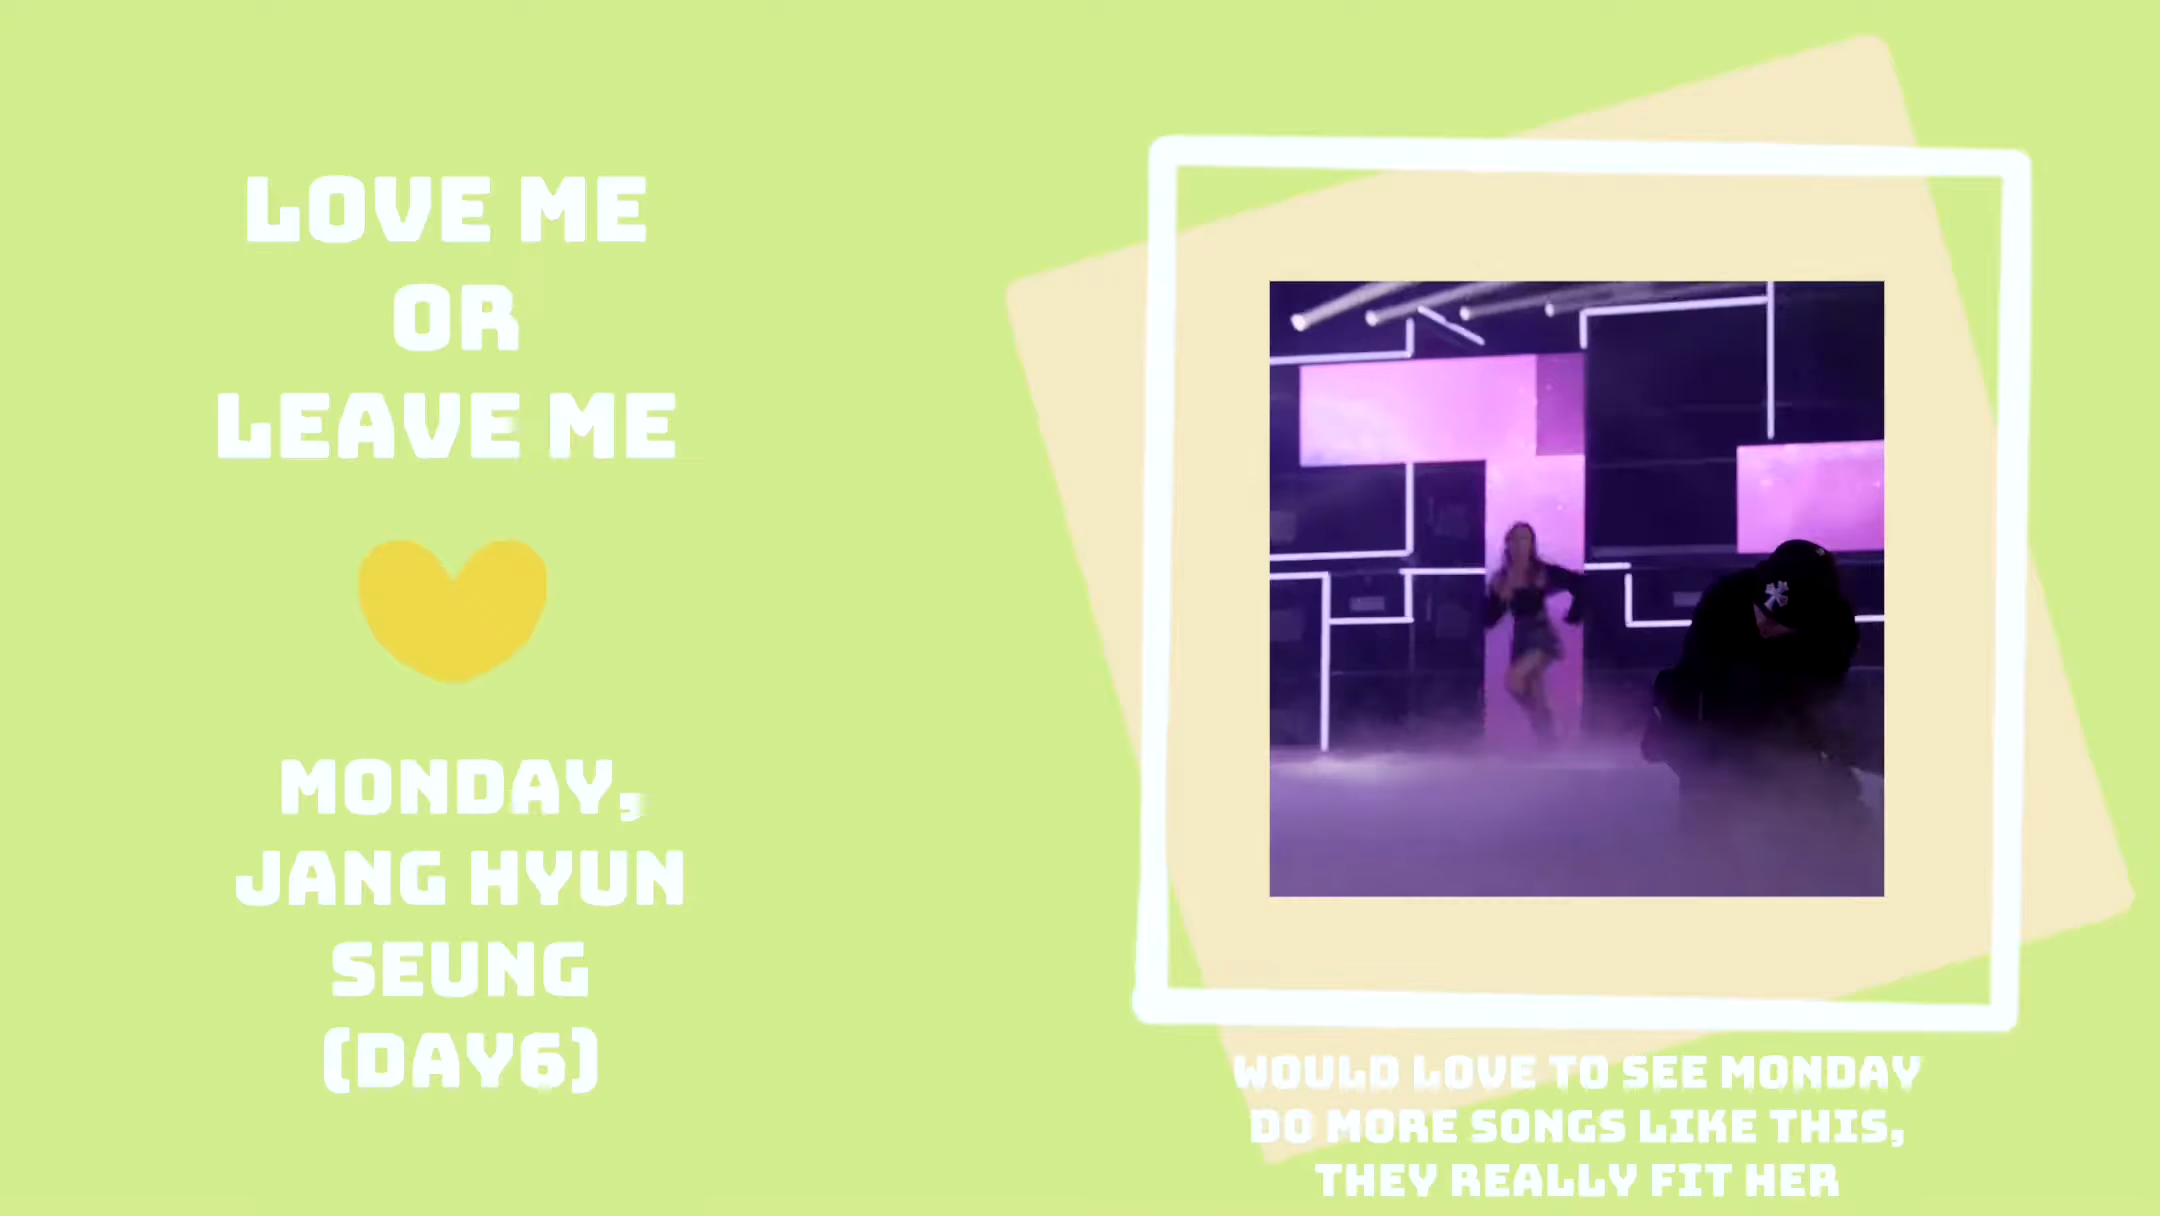 LOVE ME
OR
LEAVE ME
MONDAY,
JANG HYUN
SEUNG
(DAY6)
WOULD LOVE TO SEE MONDAY
DO MORE SONGS LIKE THIS,
THEY REALLY FIT HER